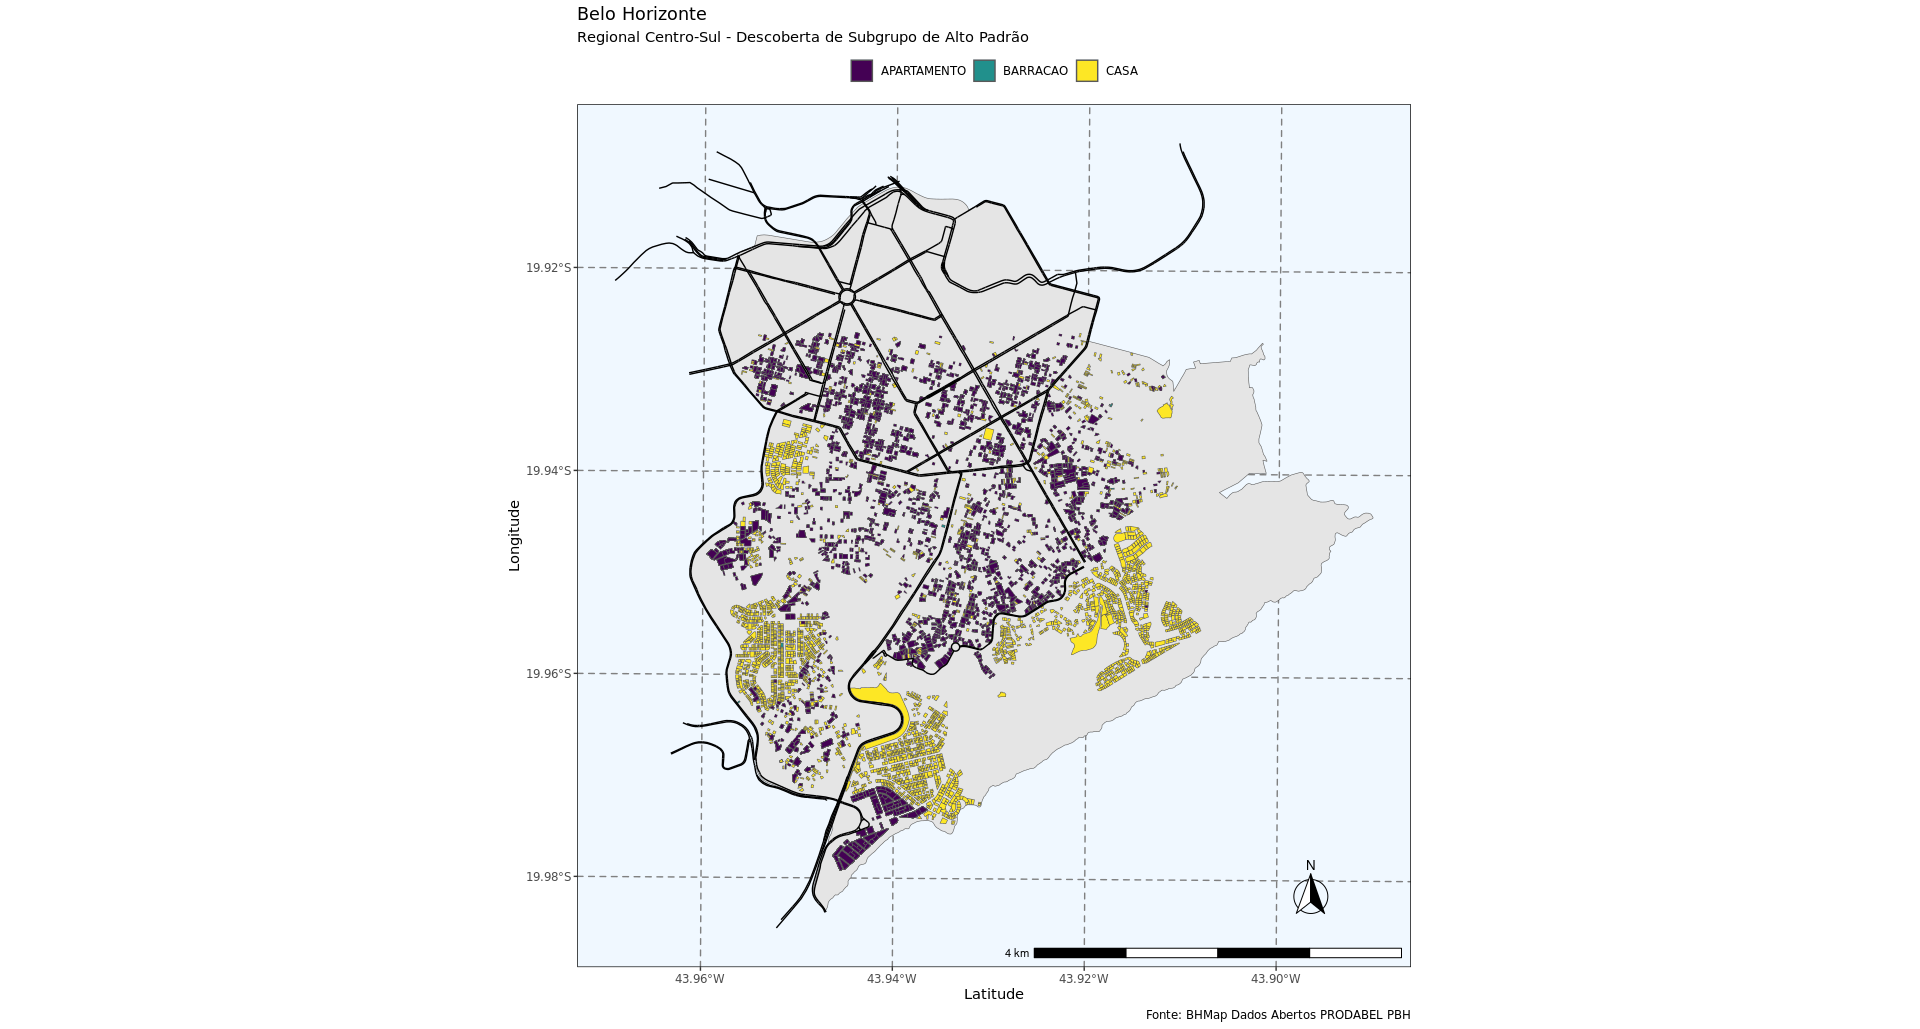 Belo Horizonte
Regional Centro-Sul - Descoberta de Subgrupo de Alto Padrão
APARTAMENTO BARRACAO CASA
19.92°S
19.94°S
19.96°S
19.98°S
Longitude
N
4 km
43.96°W 43.94°W 43.92°W 43.90°W
Latitude
Fonte: BHMap Dados Abertos PRODABEL PBH